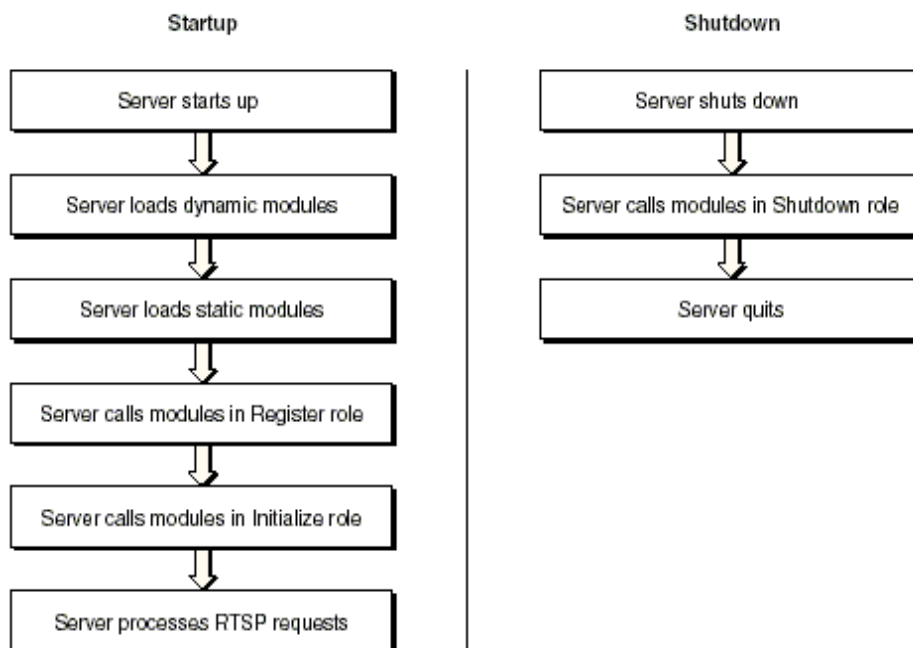 Startup
Server starts up
Server loads dynamic modules
Server loads static modules
Server calls modules in Register role
Server calls modules in Initialize role
Server processes RTSP requests
Shutdown
Server shuts down
Server calls modules in Shutdown role
Server quits